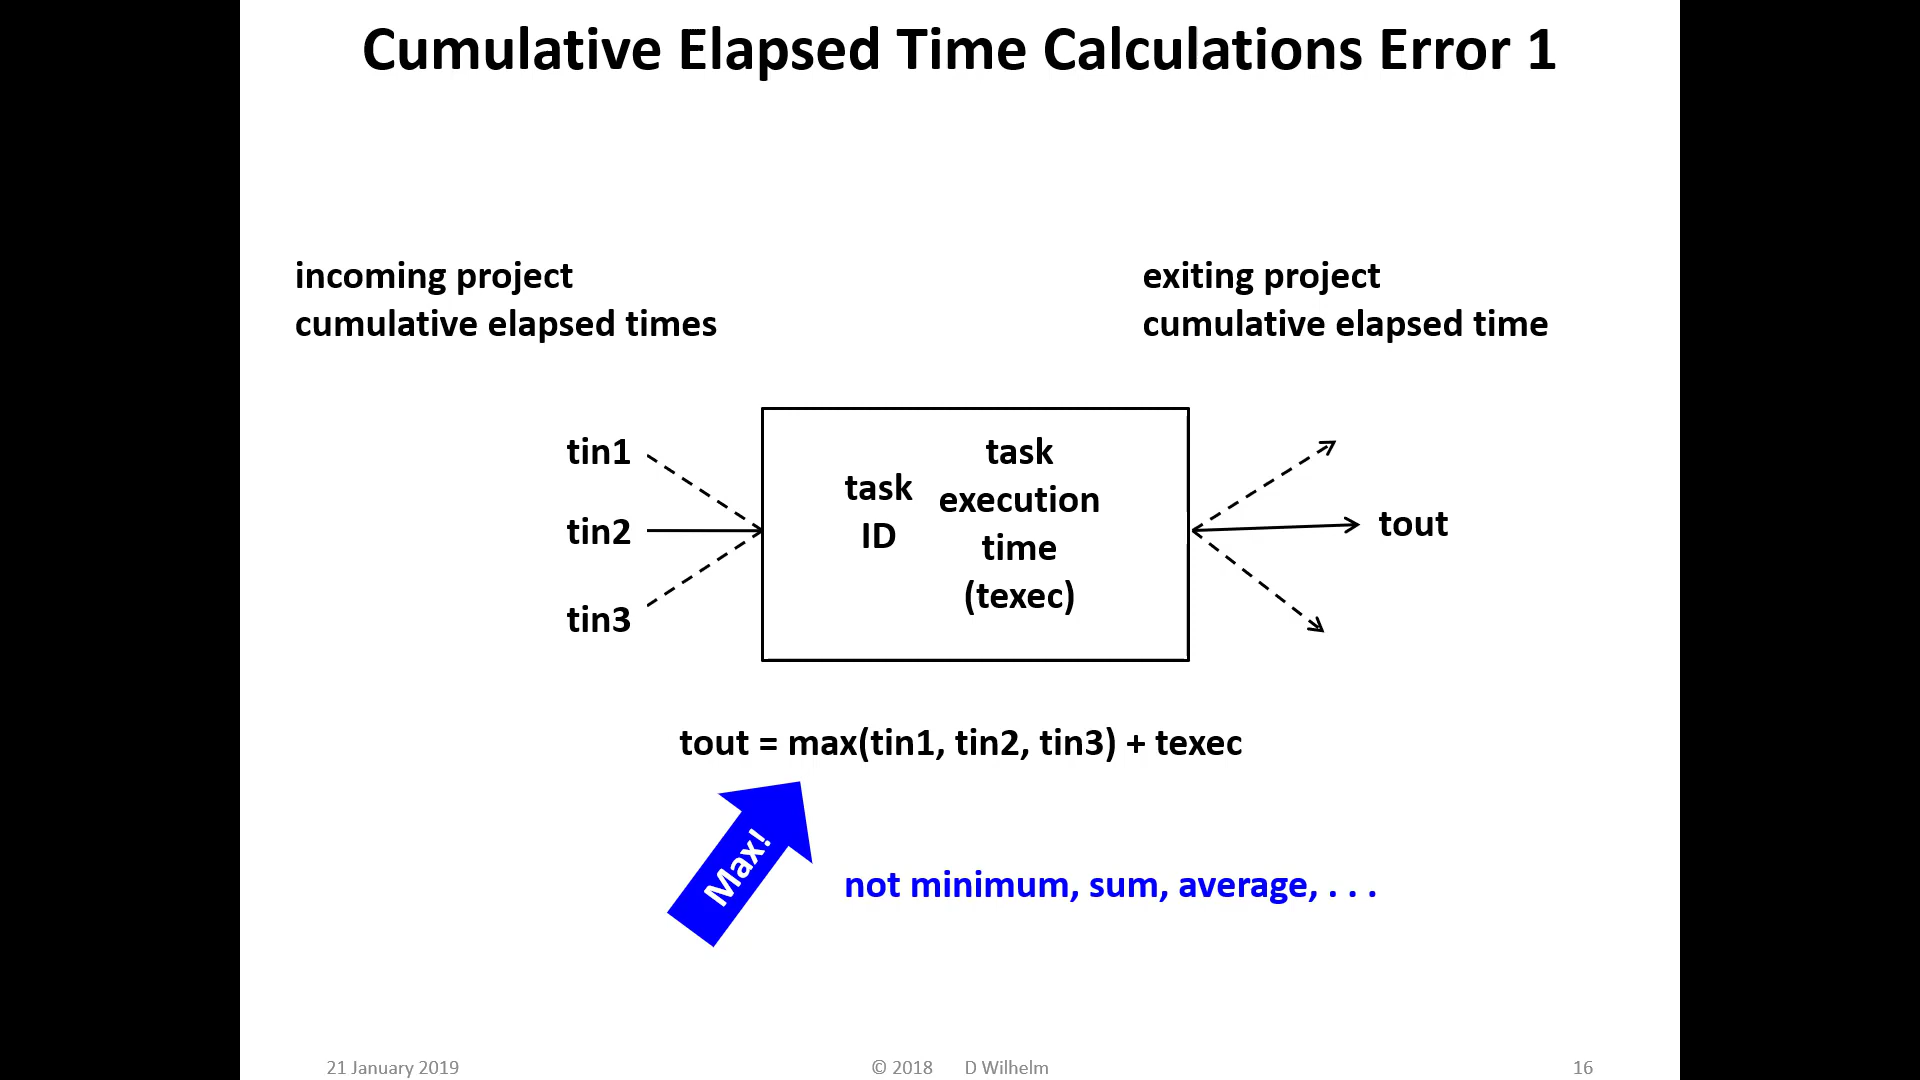 Cumulative Elapsed Time Calculations Error 1
incoming project
cumulative elapsed times
exiting project
cumulative elapsed time
tin1
tin2
tin3
task
ID
task
execution
time
(texec)
tout
tout = max(tin1, tin2, tin3) + texec
Max!
not minimum, sum, average, . . .
21 January 2019
© 2018 D Wilhelm
16